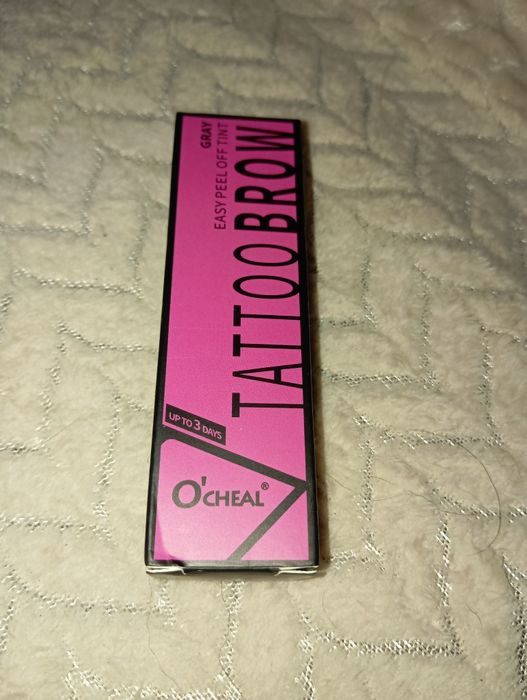 GRAY
EASY PEEL OFF TINT
TATTOOBROW
UP TO 3 DAYS
O'CHEAL®